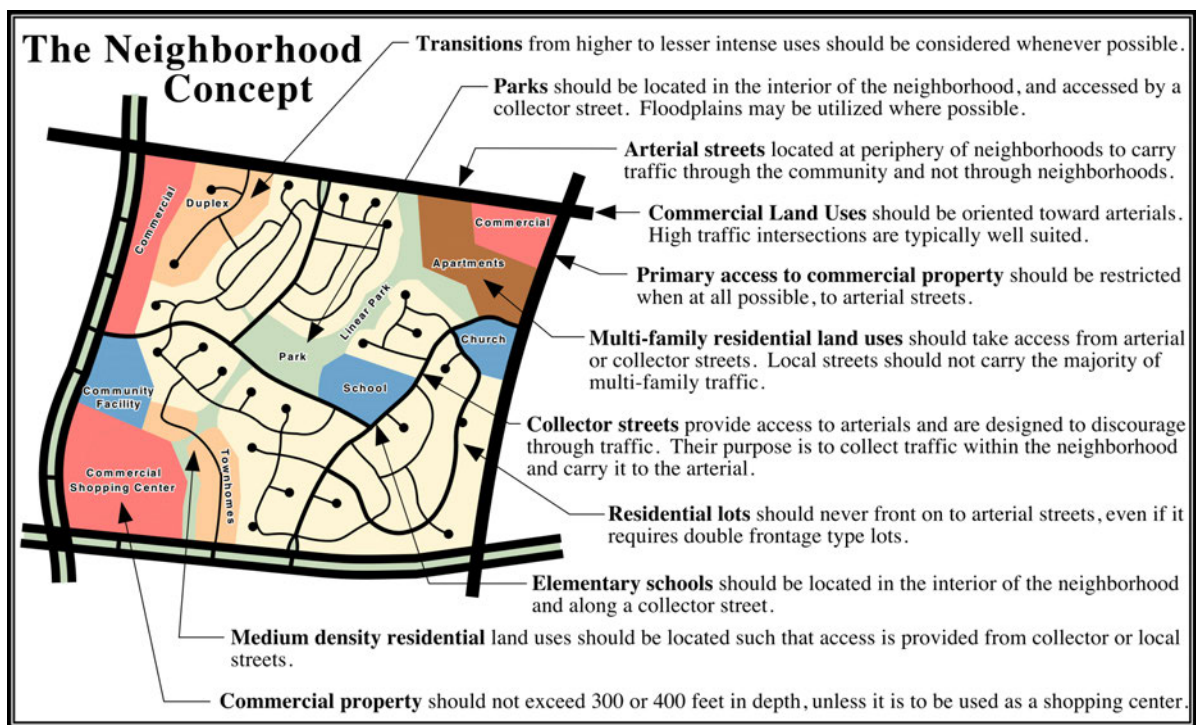 The Neighborhood
Concept
Transitions from higher to lesser intense uses should be considered whenever possible.
Parks should be located in the interior of the neighborhood, and accessed by a
collector street. Floodplains may be utilized where possible.
Arterial streets located at periphery of neighborhoods to carry
traffic through the community and not through neighborhoods.
Commercial Land Uses should be oriented toward arterials.
High traffic intersections are typically well suited.
Primary access to commercial property should be restricted
when at all possible, to arterial streets.
Multi-family residential land uses should take access from arterial
or collector streets. Local streets should not carry the majority of
multi-family traffic.
Collector streets provide access to arterials and are designed to discourage
through traffic. Their purpose is to collect traffic within the neighborhood
and carry it to the arterial.
Residential lots should never front on to arterial streets, even if it
requires double frontage type lots.
Elementary schools should be located in the interior of the neighborhood
and along a collector street.
Medium density residential land uses should be located such that access is provided from collector or local
streets.
Commercial property should not exceed 300 or 400 feet in depth, unless it is to be used as a shopping center.
Commercial
Duplex
Commercial
Apartments
Linear Park
Park
Church
School
Community
Facility
Commercial
Shopping Center
Townhomes